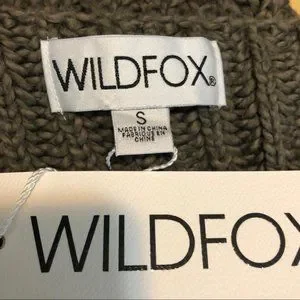 WILDFOX®
S
MADE IN CHINA
FABRIQUÉ EN
CHINE
WILDFOX